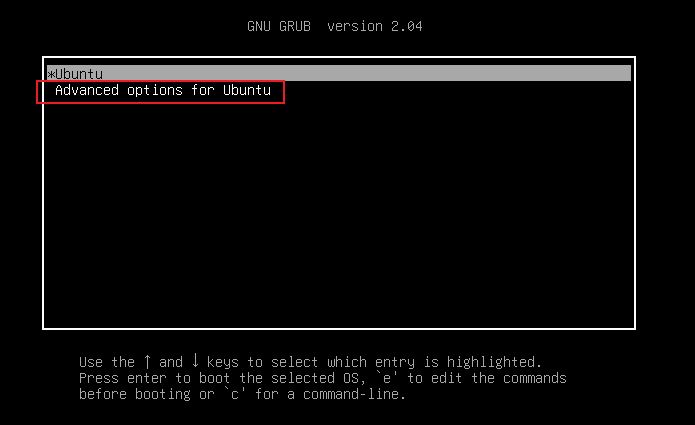 GNU GRUB  version 2.04
*Ubuntu
Advanced options for Ubuntu
Use the ↑ and ↓ keys to select which entry is highlighted.
Press enter to boot the selected OS, `e' to edit the commands
before booting or `c' for a command-line.